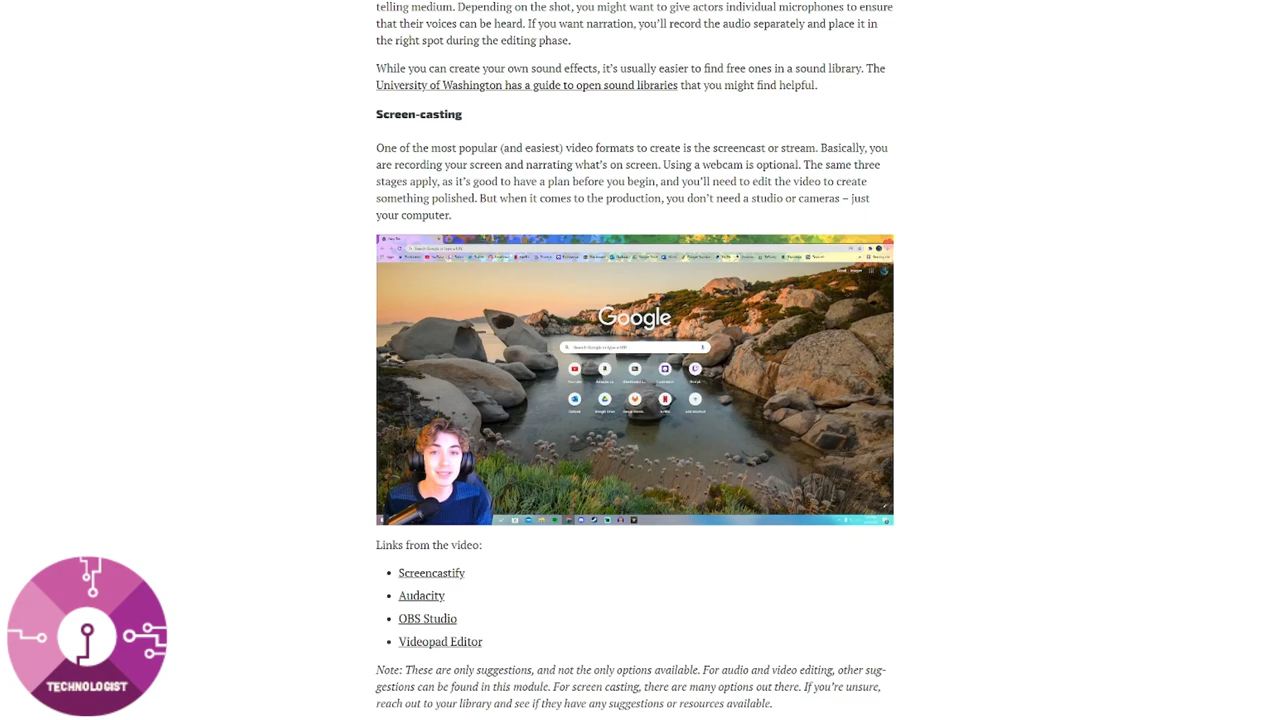 telling medium. Depending on the shot, you might want to give actors individual microphones to ensure
that their voices can be heard. If you want narration, you’ll record the audio separately and place it in
the right spot during the editing phase.
While you can create your own sound effects, it’s usually easier to find free ones in a sound library. The
University of Washington has a guide to open sound libraries that you might find helpful.
Screen-casting
One of the most popular (and easiest) video formats to create is the screencast or stream. Basically, you
are recording your screen and narrating what’s on screen. Using a webcam is optional. The same three
stages apply, as it’s good to have a plan before you begin, and you’ll need to edit the video to create
something polished. But when it comes to the production, you don’t need a studio or cameras – just
your computer.
Google
Search Google or type a URL
Links from the video:
Screencastify
Audacity
OBS Studio
Videopad Editor
Note: These are only suggestions, and not the only options available. For audio and video editing, other sug-
gestions can be found in this module. For screen casting, there are many options out there. If you’re unsure,
reach out to your library and see if they have any suggestions or resources available.
TECHNOLOGIST